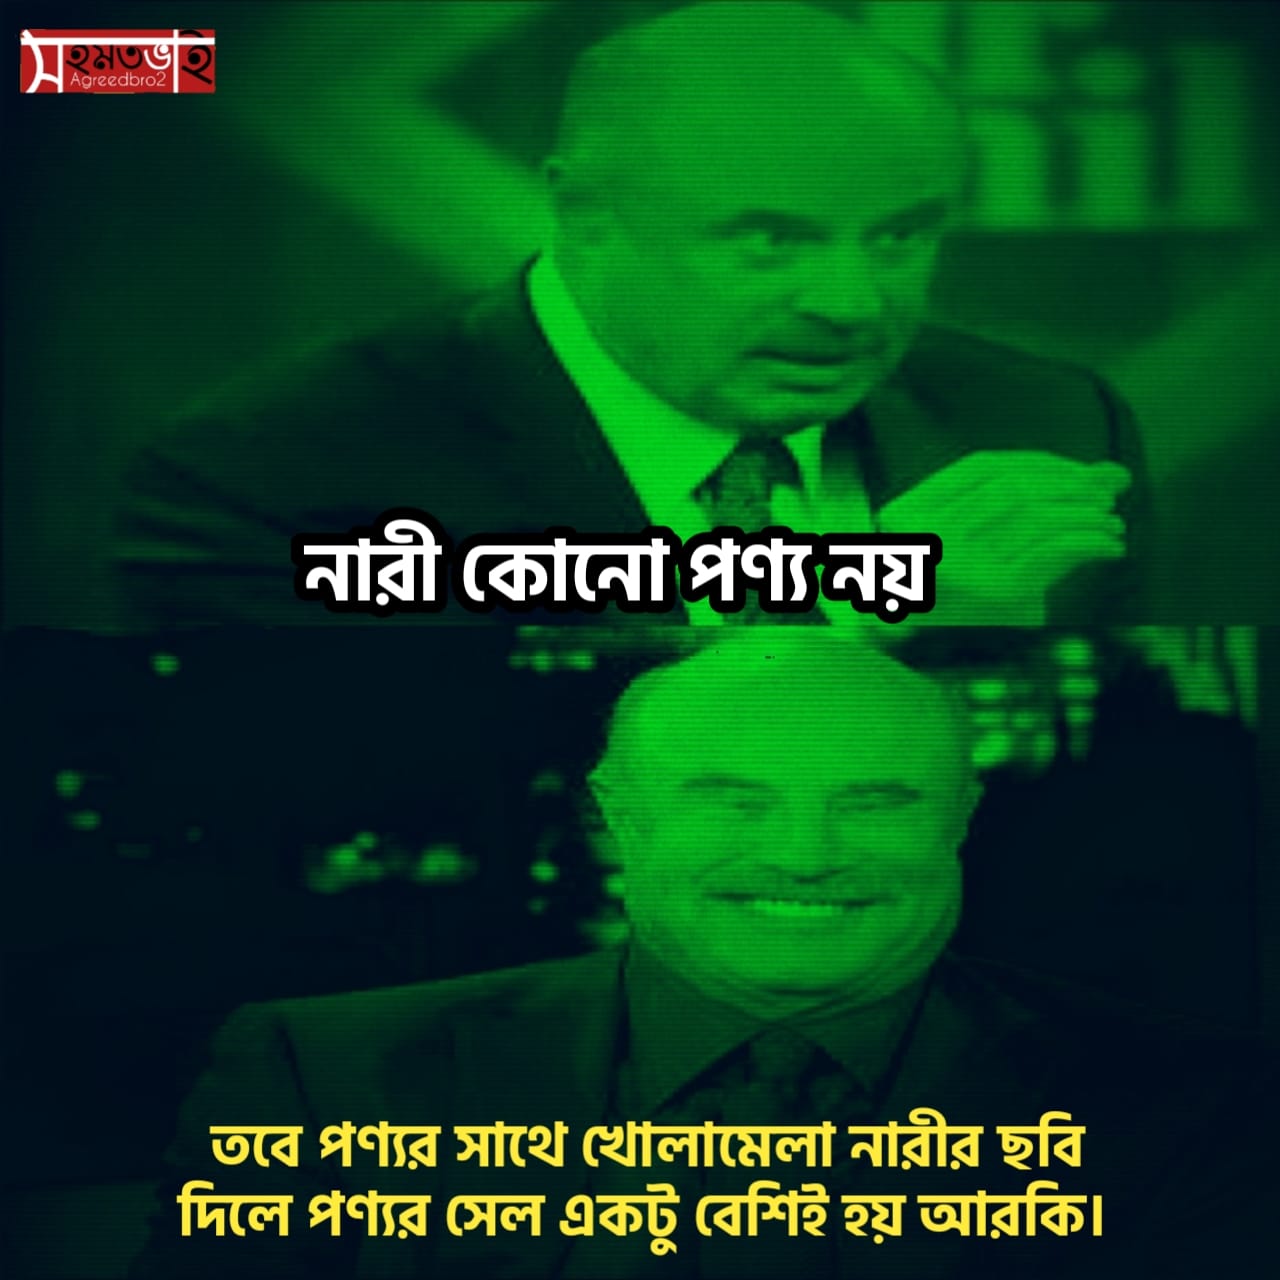 সহমতভাই
Agreedbro2
নারী কোনো পণ্য নয়
তবে পণ্যর সাথে খোলামেলা নারীর ছবি
দিলে পণ্যর সেল একটু বেশিই হয় আরকি।